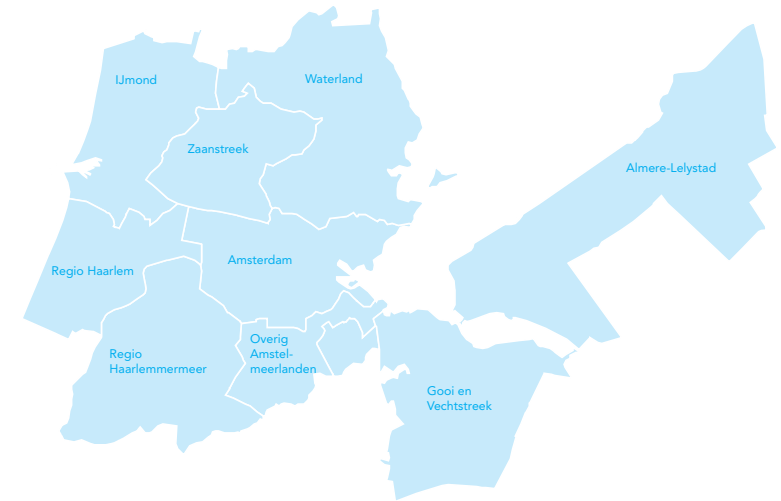 IJmond
Waterland
Zaanstreek
Almere-Lelystad
Amsterdam
Regio Haarlem
Overig
Amstel-
meerlanden
Regio
Haarlemmermeer
Gooi en
Vechtstreek